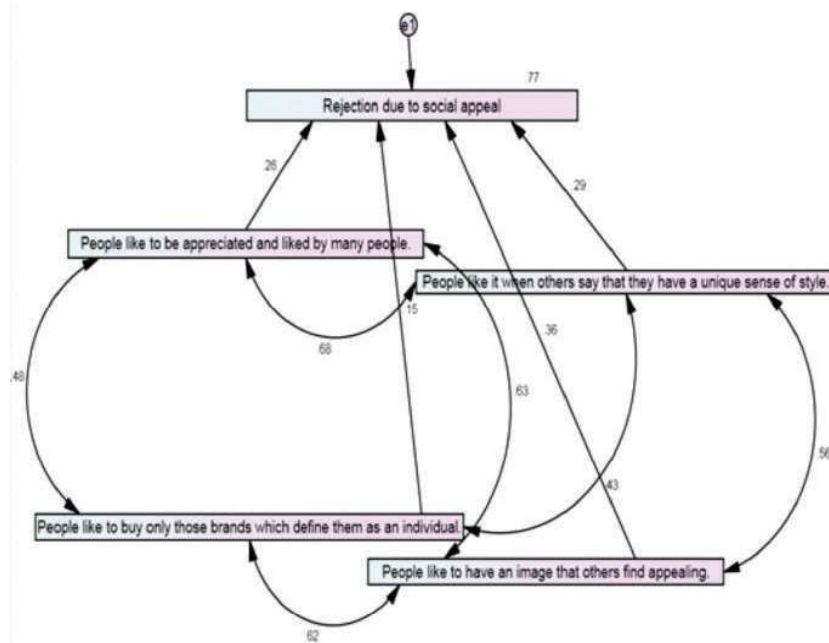 e1
77
Rejection due to social appeal
26
29
People like to be appreciated and liked by many people.
People like it when others say that they have a unique sense of style.
15
36
68
.48
63
56
43
People like to buy only those brands which define them as an individual.
People like to have an image that others find appealing.
62